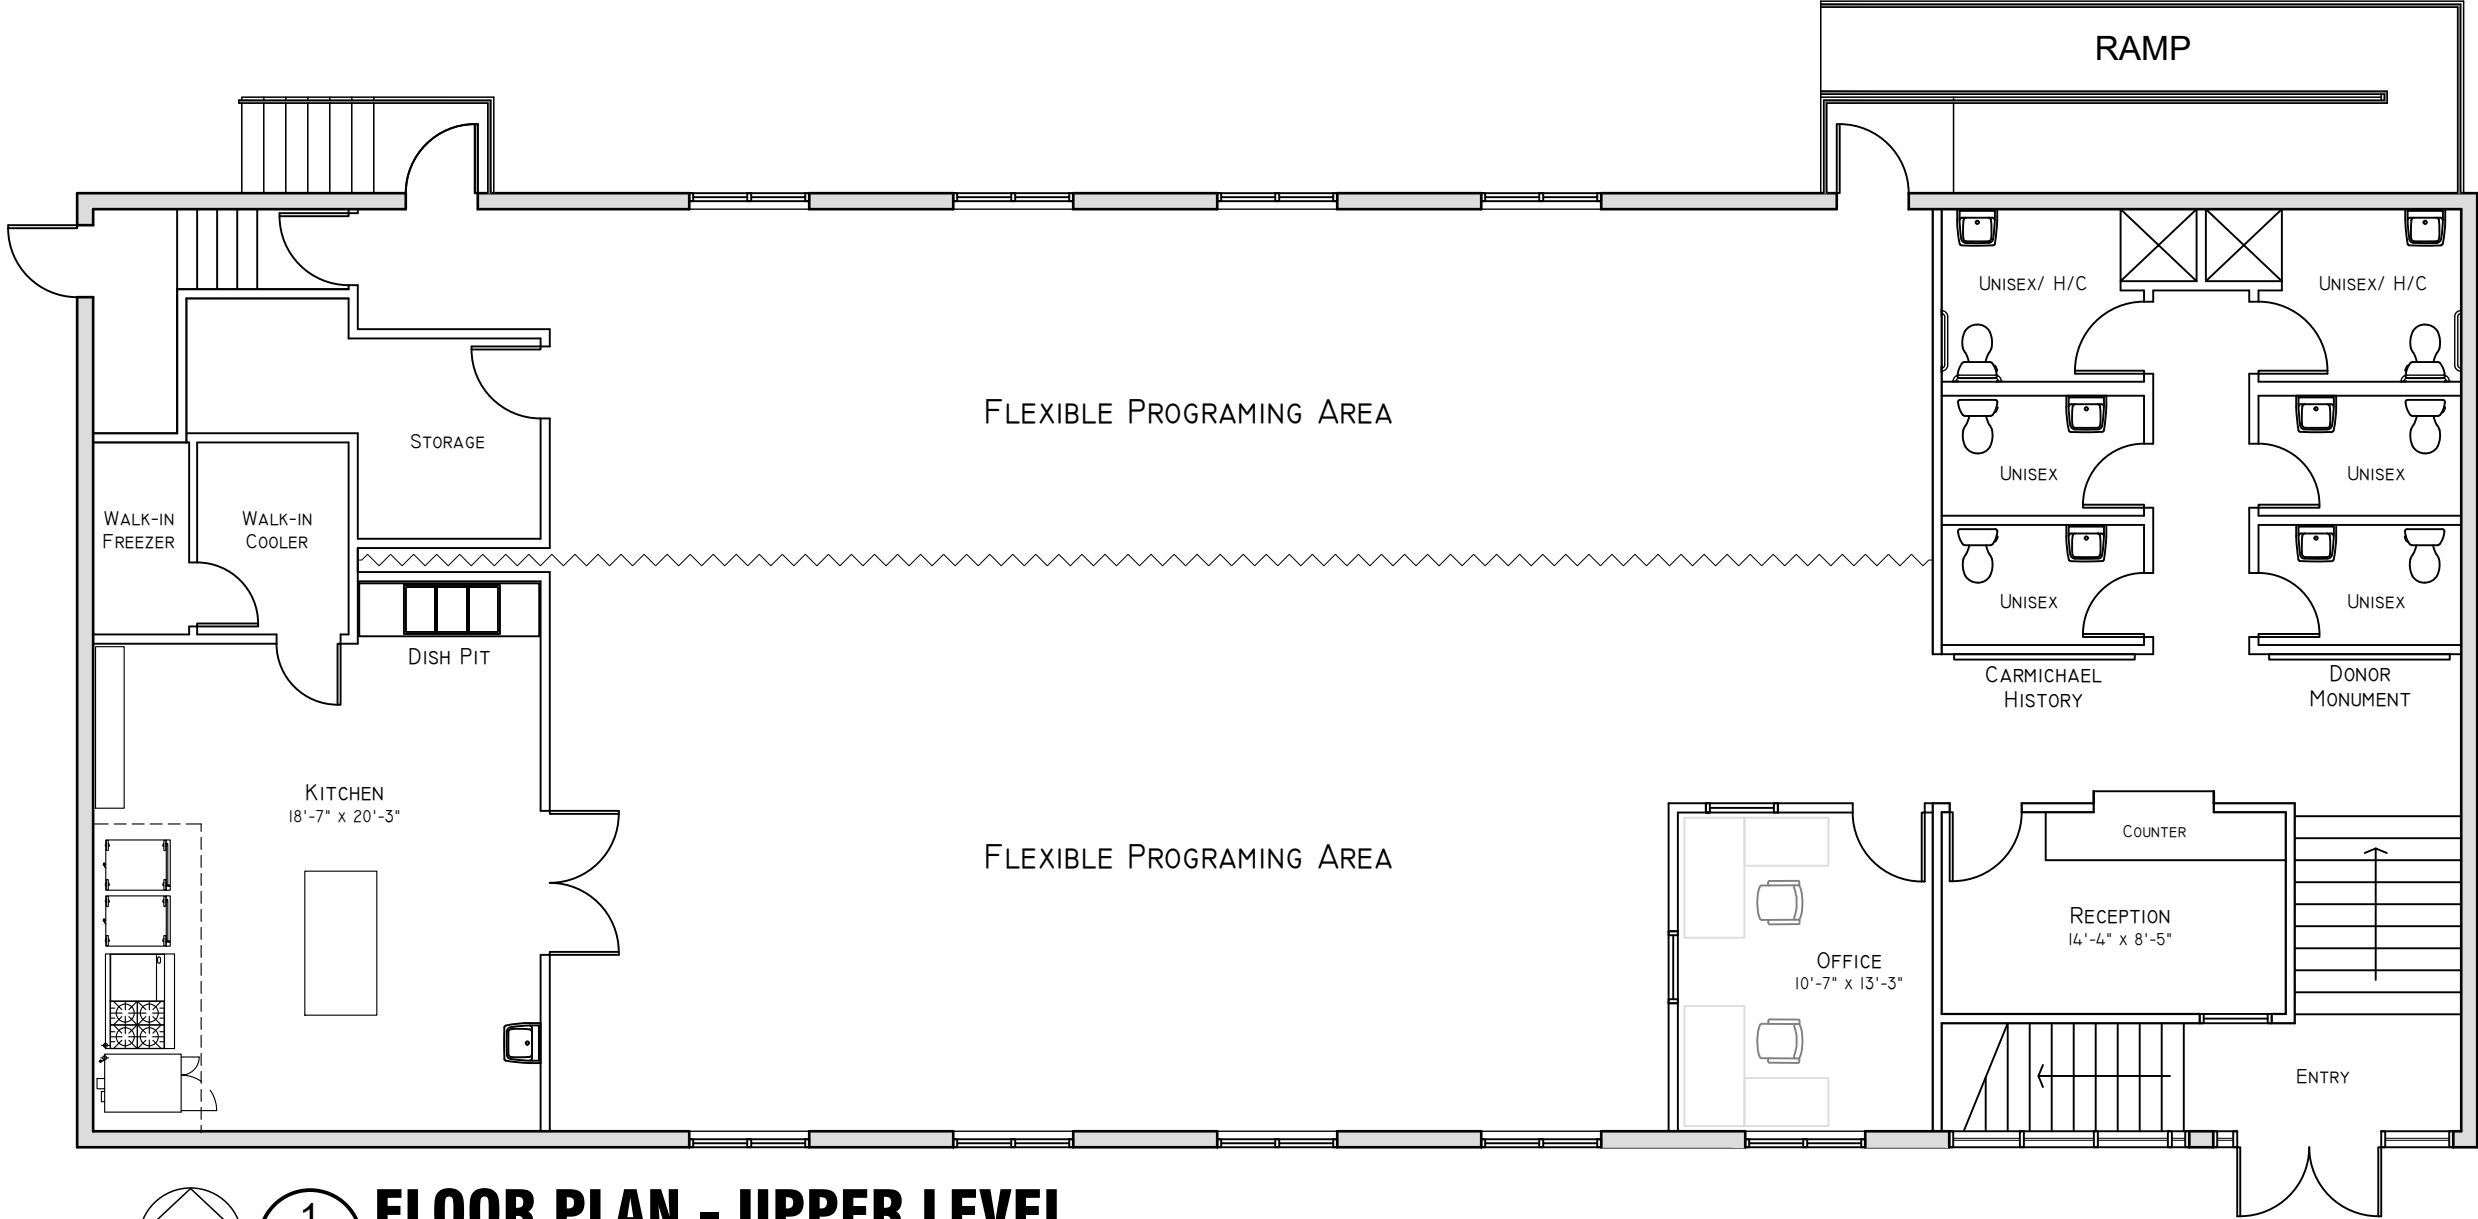 RAMP
UNISEX/ H/C
UNISEX/ H/C
FLEXIBLE PROGRAMING AREA
STORAGE
UNISEX
UNISEX
WALK-IN
FREEZER
WALK-IN
COOLER
UNISEX
UNISEX
DISH PIT
CARMICHAEL
HISTORY
DONOR
MONUMENT
KITCHEN
18'-7" X 20'-3"
COUNTER
FLEXIBLE PROGRAMING AREA
RECEPTION
14'-4" X 8'-5"
OFFICE
10'-7" X 13'-3"
ENTRY
1
FLOOR PLAN - UPPER LEVEL